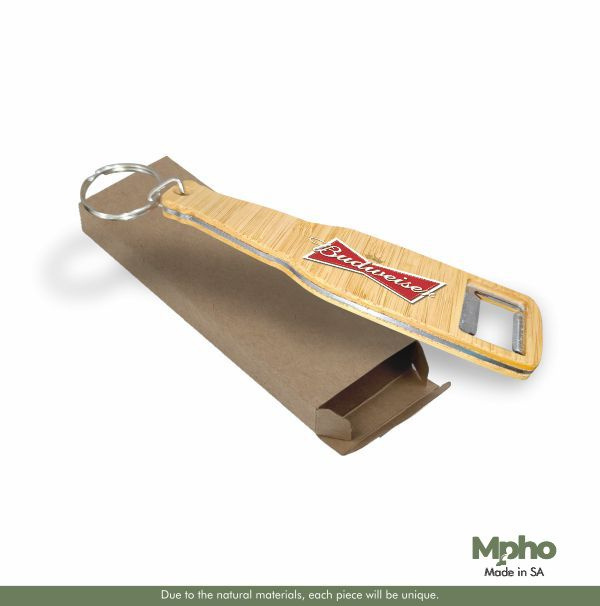 Budweiser
Mpho
Made in SA
Due to the natural materials, each piece will be unique.